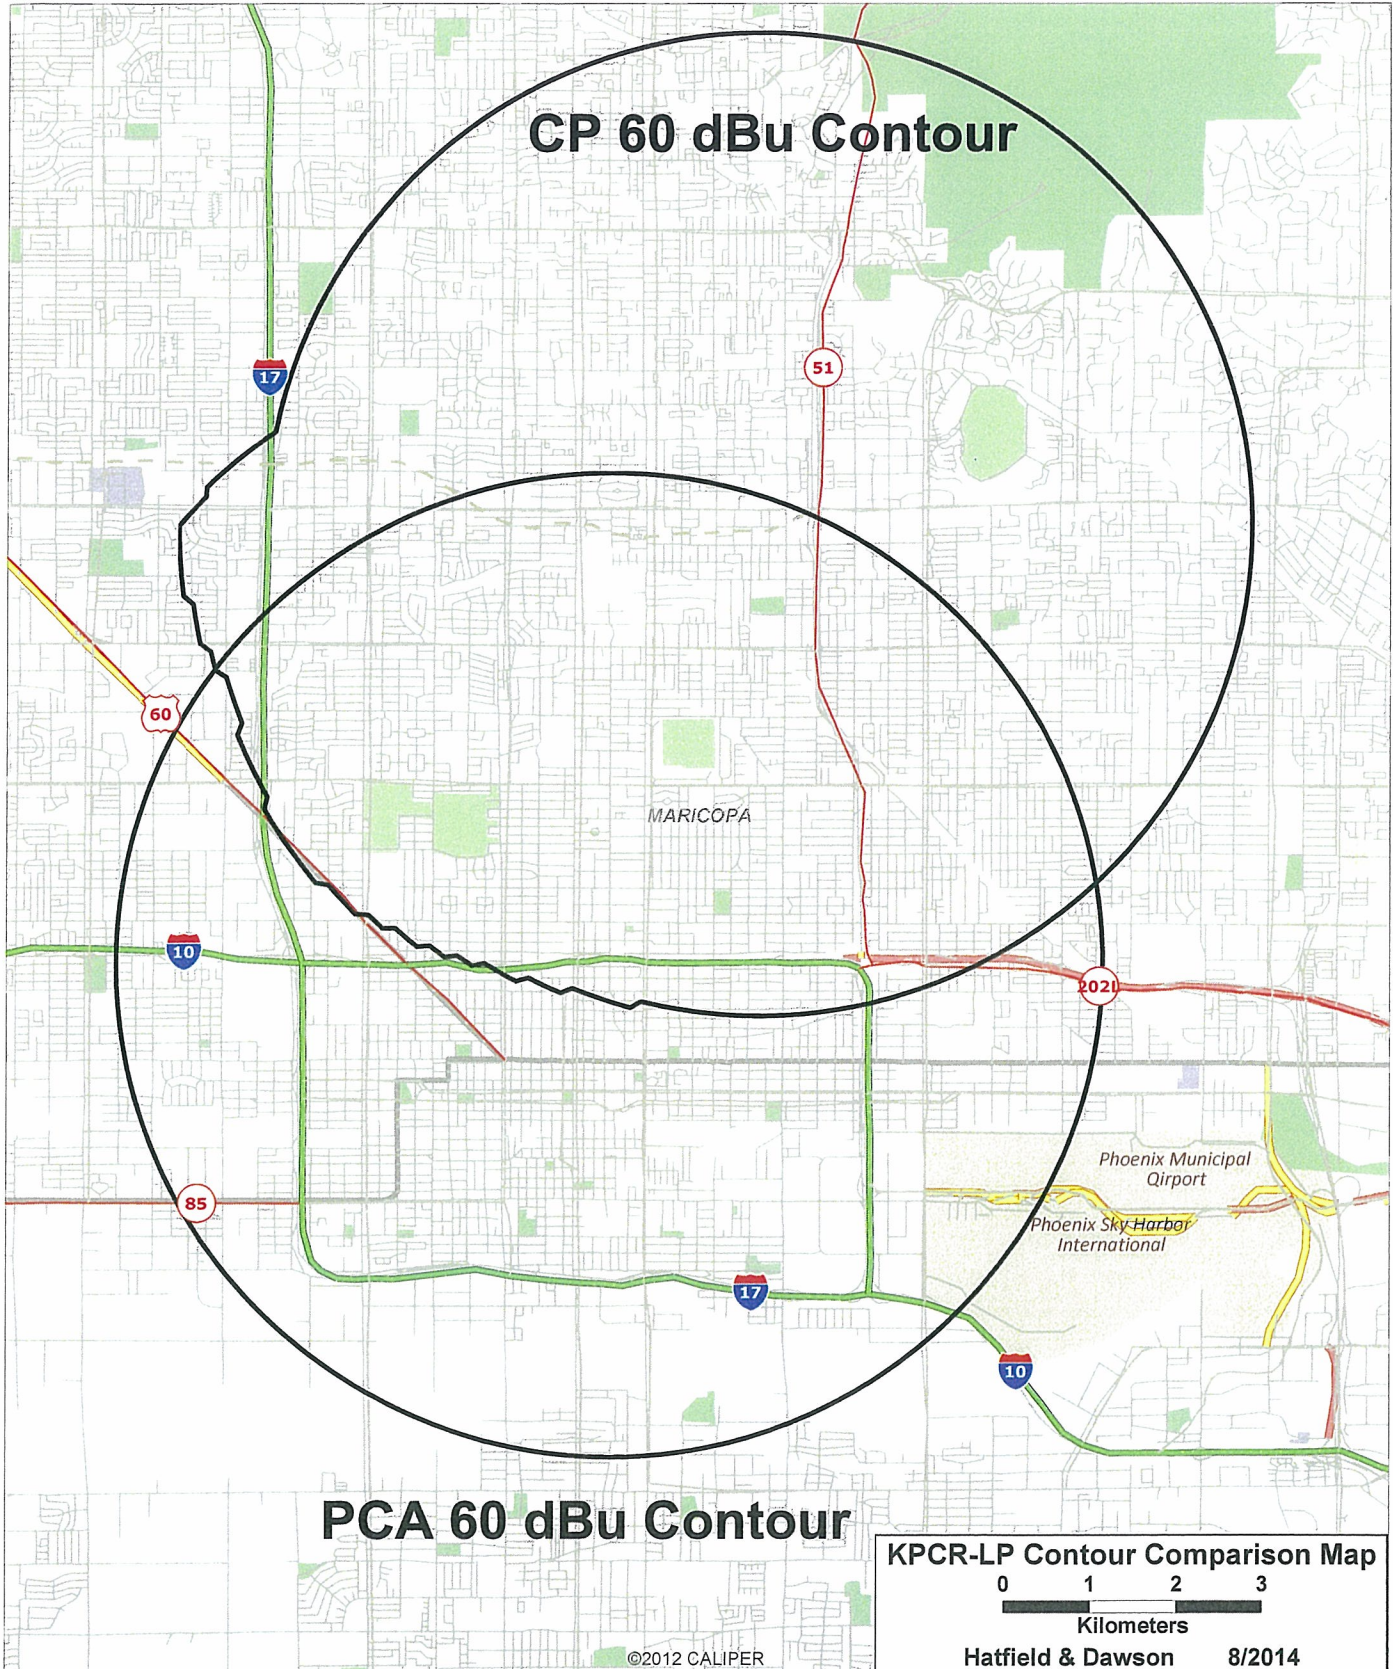 CP 60 dBu Contour
17
51
60
MARICOPA
10
202L
Phoenix Municipal
Qirport
85
Phoenix Sky Harbor
International
17
10
PCA 60 dBu Contour
KPCR-LP Contour Comparison Map
0 1 2 3
Kilometers
Hatfield & Dawson 8/2014
©2012 CALIPER